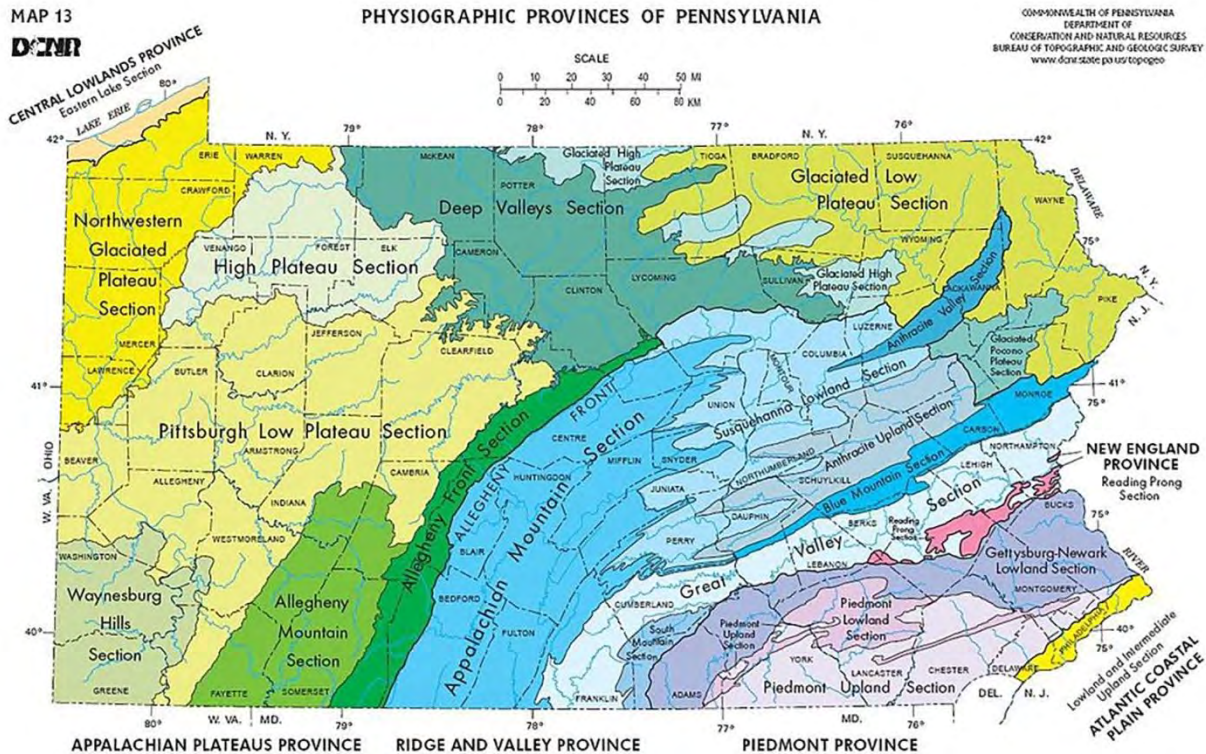 MAP 13
DCNR
PHYSIOGRAPHIC PROVINCES OF PENNSYLVANIA
COMMONWEALTH OF PENNSYLVANIA
DEPARTMENT OF
CONSERVATION AND NATURAL RESOURCES
BUREAU OF TOPOGRAPHIC AND GEOLOGIC SURVEY
www.dcnr.state.pa.us/topogeo
SCALE
0 10 20 30 40 50 MI
0 20 40 60 80 KM
CENTRAL LOWLANDS PROVINCE
Eastern Lake Section
LAKE ERIE
80°
42°
N. Y.
79°
78°
77°
N. Y.
76°
42°
ERIE
WARREN
McKEAN
Glaciated High
Plateau
Section
TIOGA
BRADFORD
SUSQUEHANNA
CRAWFORD
POTTER
Glaciated Low
Plateau Section
WAYNE
DELAWARE
Deep Valleys Section
Northwestern
Glaciated
Plateau
Section
VENANGO
FOREST
ELK
High Plateau Section
CAMERON
WYOMING
75°
CLINTON
LYCOMING
SULLIVAN
Glaciated High
Plateau Section
LACKAWANNA
N. Y.
N. J.
PIKE
Anthracite Valley Section
MERCER
JEFFERSON
LUZERNE
Glaciated
Pocono
Plateau
Section
LAWRENCE
BUTLER
CLARION
CLEARFIELD
COLUMBIA
MONTOUR
41°
41°
75°
MONROE
UNION
Susquehanna Lowland Section
Anthracite Upland Section
CARBON
Pittsburgh Low Plateau Section
Allegheny Front Section
ALLEGHENY FRONT
CENTRE
Appalachian Mountain Section
OHIO
W. VA.
BEAVER
ARMSTRONG
CAMBRIA
MIFFLIN
SNYDER
NORTHUMBERLAND
NORTHAMPTON
NEW ENGLAND
PROVINCE
Reading Prong
Section
ALLEGHENY
INDIANA
HUNTINGDON
JUNIATA
SCHUYLKILL
LEHIGH
Blue Mountain Section
DAUPHIN
BERKS
Reading
Prong
Section
BUCKS
75°
WASHINGTON
WESTMORELAND
BLAIR
PERRY
Great Valley Section
LEBANON
Gettysburg-Newark
Lowland Section
RIVER
Waynesburg
Hills
Section
Allegheny
Mountain
Section
BEDFORD
CUMBERLAND
MONTGOMERY
40°
FULTON
South
Mountain
Section
Piedmont
Upland
Section
Piedmont
Lowland
Section
PHILADELPHIA
40°
75°
GREENE
FAYETTE
SOMERSET
FRANKLIN
ADAMS
YORK
LANCASTER
CHESTER
DELAWARE
Piedmont Upland Section
DEL.
N. J.
Lowland and Intermediate
Upland Section
ATLANTIC COASTAL
PLAIN PROVINCE
80°
W. VA.
MD.
79°
78°
77°
MD.
76°
APPALACHIAN PLATEAUS PROVINCE
RIDGE AND VALLEY PROVINCE
PIEDMONT PROVINCE